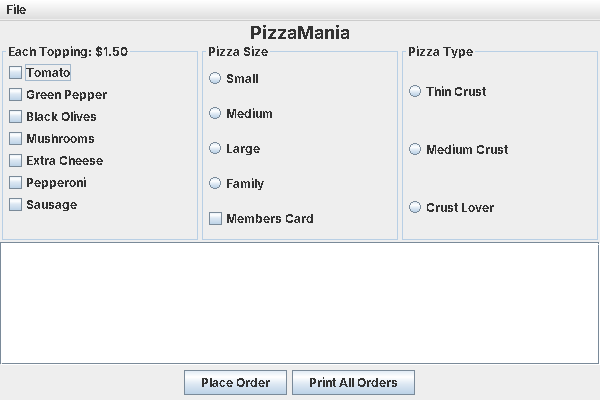 File
PizzaMania
Each Topping: $1.50
Tomato
Green Pepper
Black Olives
Mushrooms
Extra Cheese
Pepperoni
Sausage
Pizza Size
Small
Medium
Large
Family
Members Card
Pizza Type
Thin Crust
Medium Crust
Crust Lover
Place Order
Print All Orders